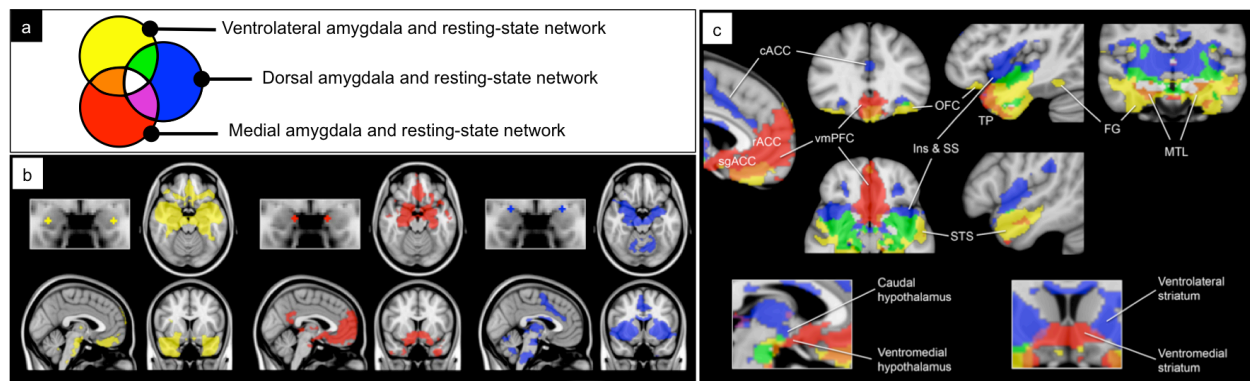 a
Ventrolateral amygdala and resting-state network
Dorsal amygdala and resting-state network
Medial amygdala and resting-state network
b
c
cACC
OFC
TP
FG
MTL
rACC
vmPFC
sgACC
Ins & SS
STS
Caudal
hypothalamus
Ventromedial
hypothalamus
Ventrolateral
striatum
Ventromedial
striatum